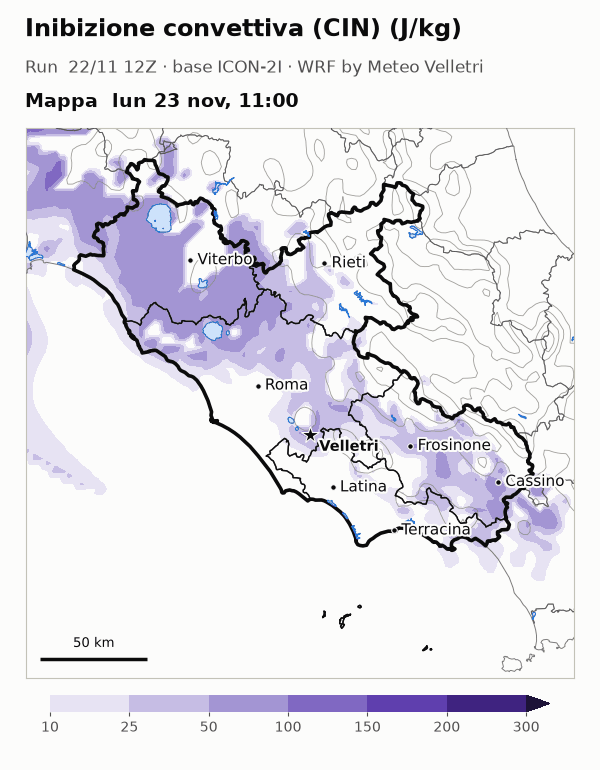 Inibizione convettiva (CIN) (J/kg)
Run  22/11 12Z · base ICON-2I · WRF by Meteo Velletri
Mappa  lun 23 nov, 11:00
Viterbo
Rieti
Roma
Velletri
Frosinone
Cassino
Latina
Terracina
50 km
10 25 50 100 150 200 300